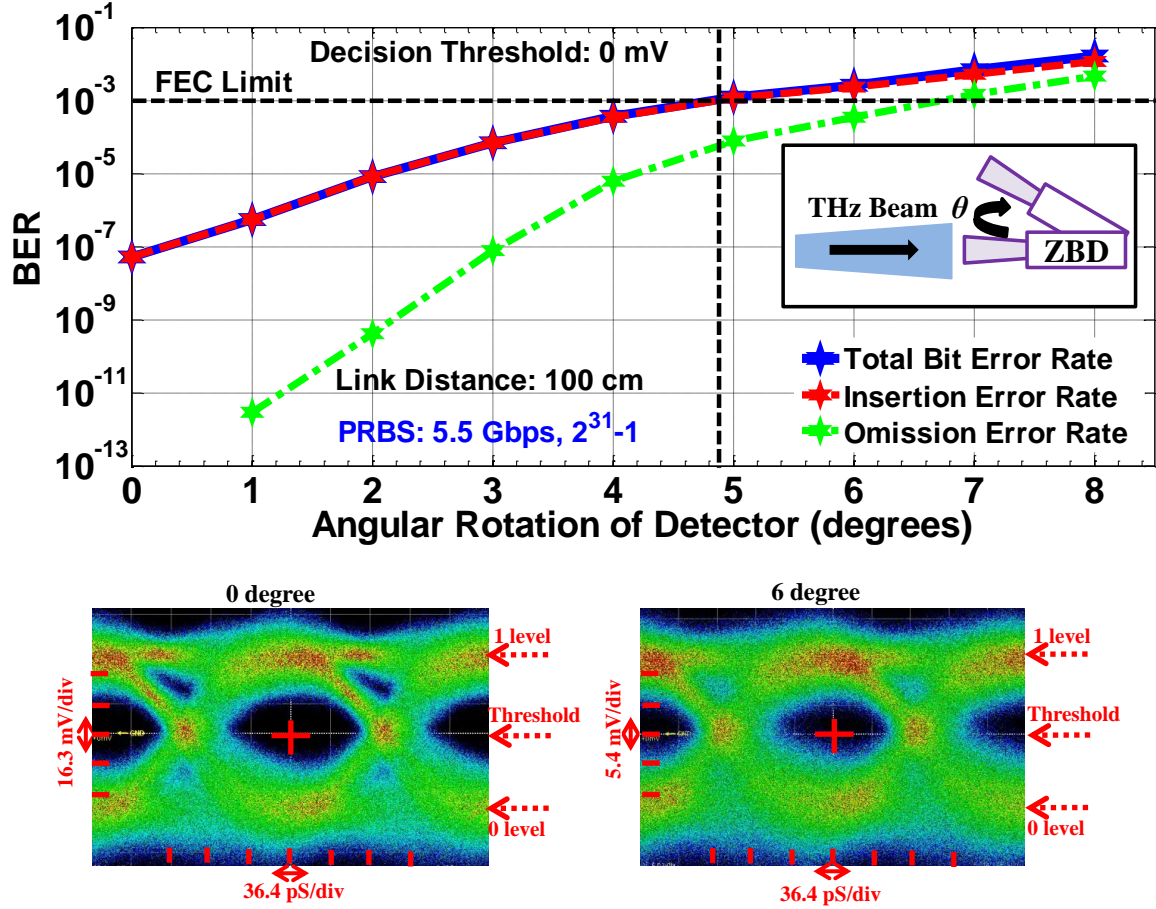 Decision Threshold: 0 mV
FEC Limit
10^-1
10^-3
10^-5
10^-7
10^-9
10^-11
10^-13
BER
THz Beam θ
ZBD
Total Bit Error Rate
Insertion Error Rate
Omission Error Rate
Link Distance: 100 cm
PRBS: 5.5 Gbps, 2^31-1
0 1 2 3 4 5 6 7 8
Angular Rotation of Detector (degrees)
0 degree
1 level
Threshold
0 level
16.3 mV/div
GND
36.4 pS/div
6 degree
1 level
Threshold
0 level
5.4 mV/div
GND
36.4 pS/div